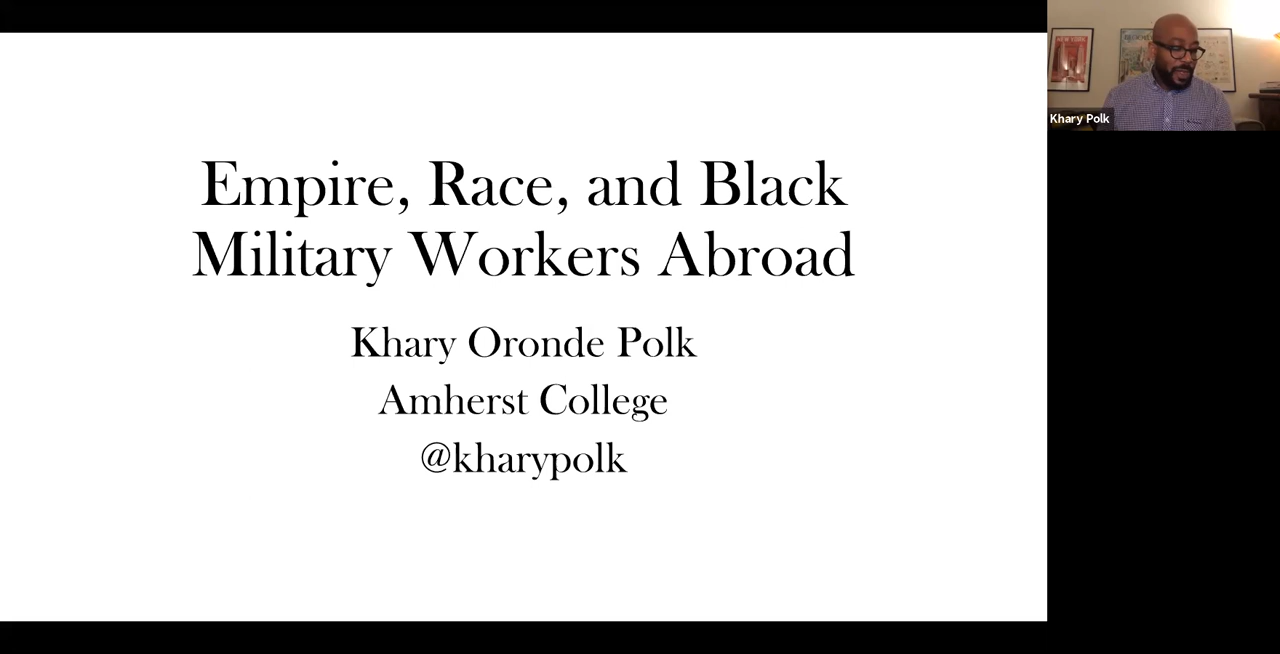 Empire, Race, and Black
Military Workers Abroad
Khary Oronde Polk
Amherst College
@kharypolk
Khary Polk